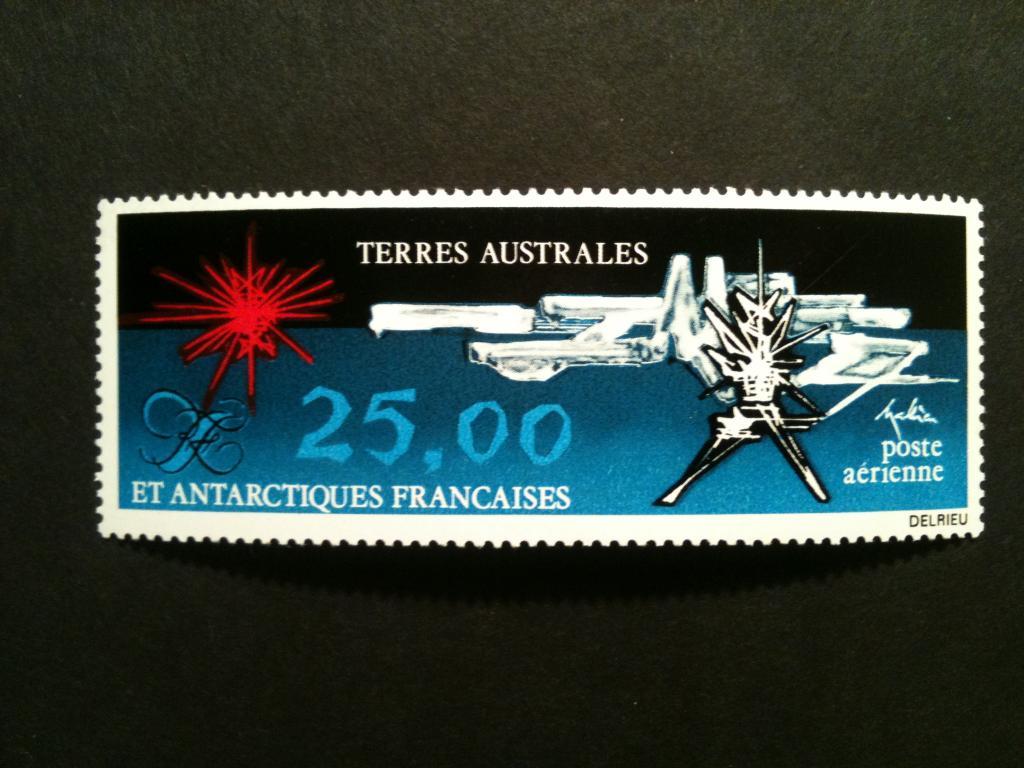 TERRES AUSTRALES
25,00
ET ANTARCTIQUES FRANCAISES
poste
aérienne
DELRIEU